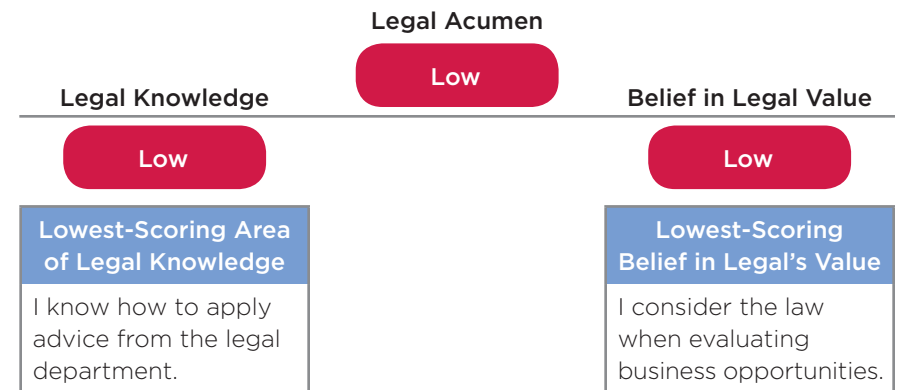 Legal Acumen
Low
Legal Knowledge
Belief in Legal Value
Low
Low
Lowest-Scoring Area
of Legal Knowledge
I know how to apply
advice from the legal
department.
Lowest-Scoring
Belief in Legal’s Value
I consider the law
when evaluating
business opportunities.